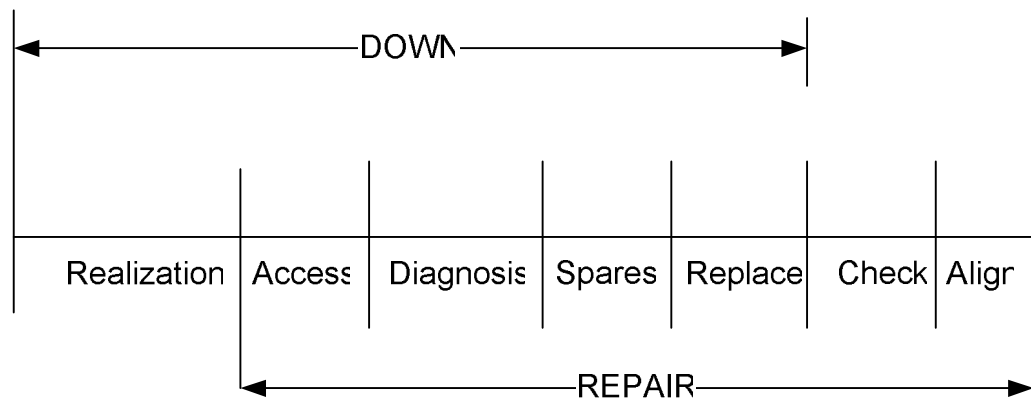 DOWN
Realization Access Diagnosis Spares Replace Check Align
REPAIR